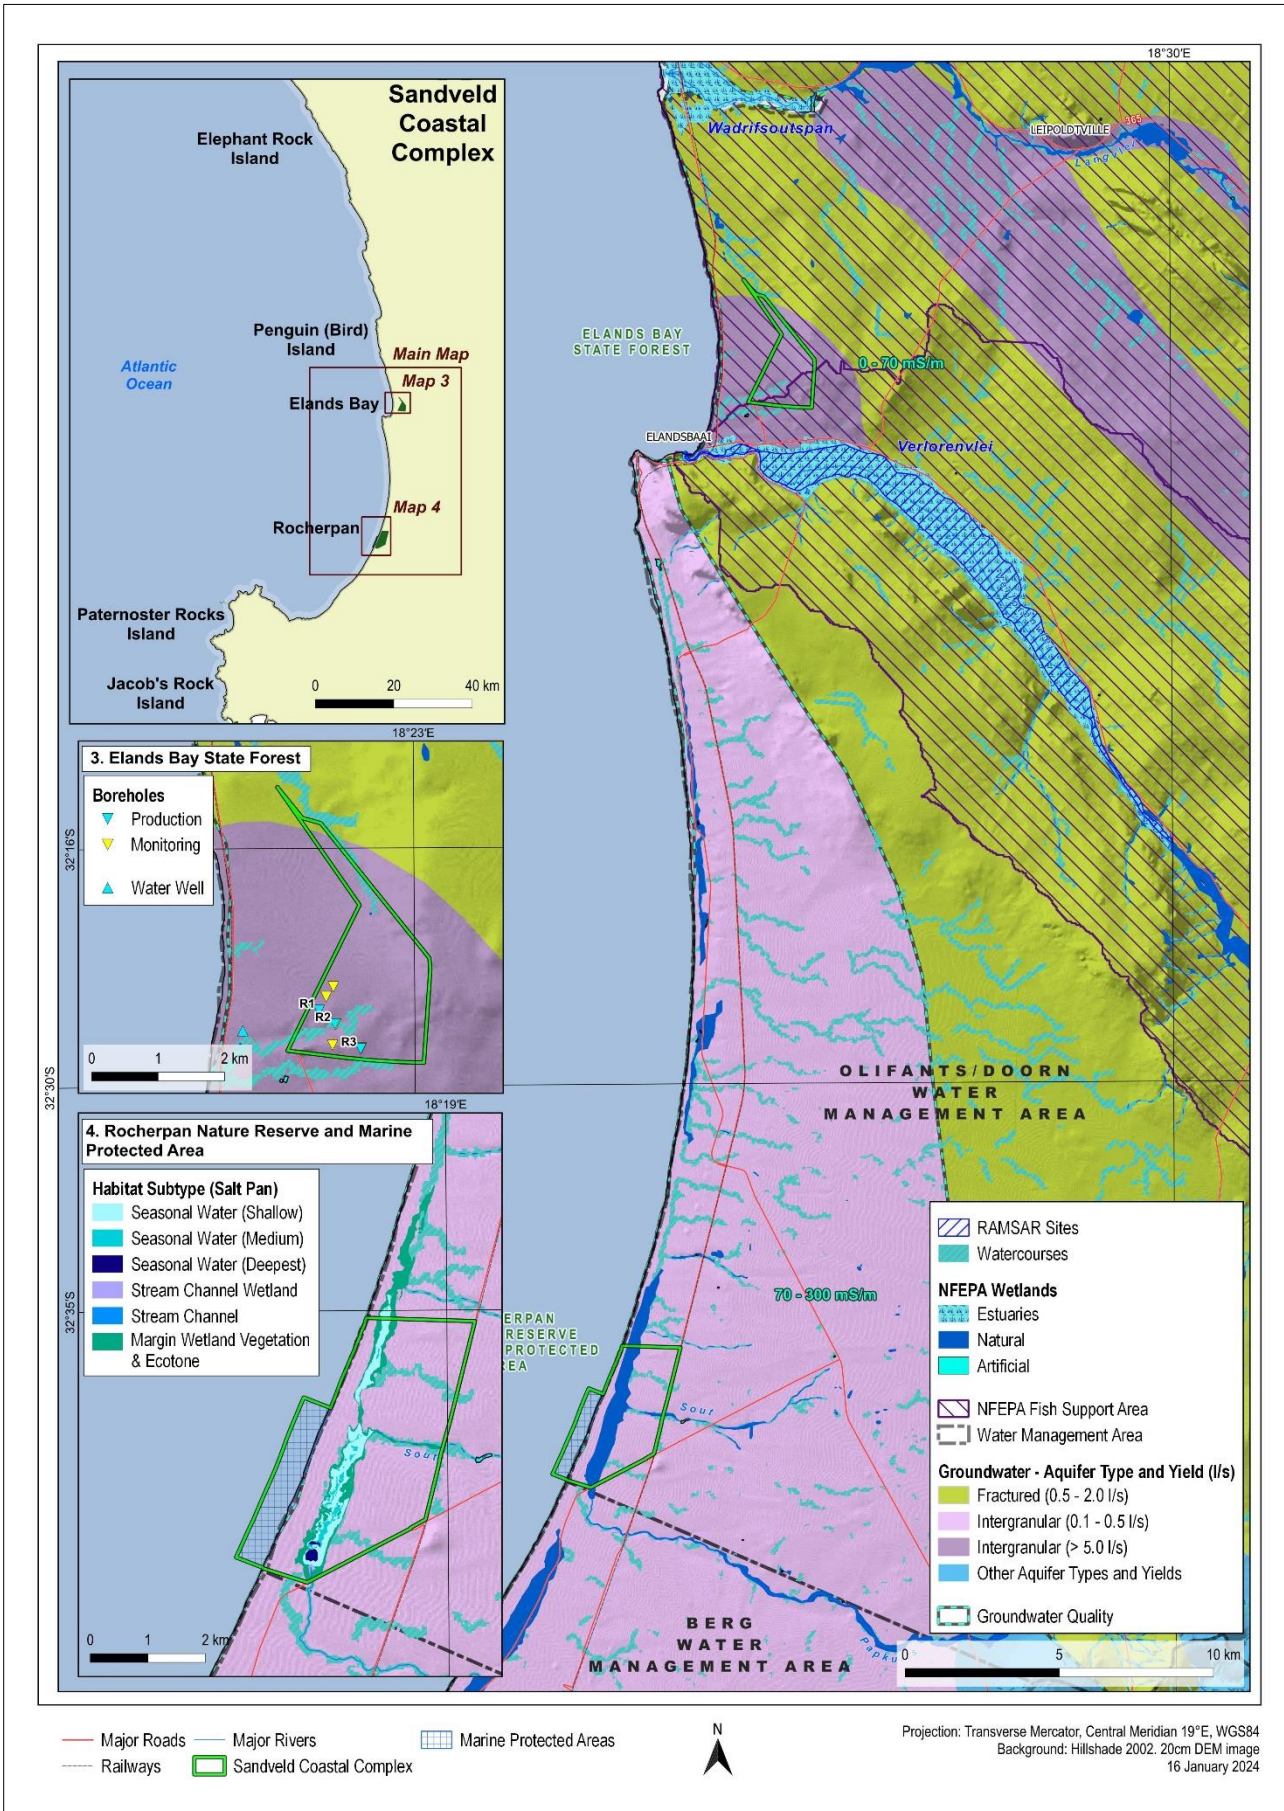 18°30'E
Sandveld
Coastal
Complex
Elephant Rock
Island
Penguin (Bird)
Island
Main Map
Map 3
Atlantic
Ocean
Elands Bay
Map 4
Rocherpan
Paternoster Rocks
Island
Jacob's Rock
Island
0 20 40 km
Wadrifsoutspan
LEIPOLDTVILLE
365
Langvlei
ELANDS BAY
STATE FOREST
0 - 70 mS/m
ELANDSBAAI
Verlorenvlei
18°23'E
3. Elands Bay State Forest
Boreholes
Production
Monitoring
Water Well
32°16'S
R1
R2
R3
0 1 2 km
32°30'S
OLIFANTS/DOORN
WATER
MANAGEMENT AREA
18°19'E
4. Rocherpan Nature Reserve and Marine
Protected Area
Habitat Subtype (Salt Pan)
Seasonal Water (Shallow)
Seasonal Water (Medium)
Seasonal Water (Deepest)
Stream Channel Wetland
Stream Channel
Margin Wetland Vegetation
& Ecotone
32°35'S
Sout
0 1 2 km
70 - 300 mS/m
ERPAN
RESERVE
PROTECTED
REA
Sout
BERG
WATER
MANAGEMENT AREA
Papku
RAMSAR Sites
Watercourses
NFEPA Wetlands
Estuaries
Natural
Artificial
NFEPA Fish Support Area
Water Management Area
Groundwater - Aquifer Type and Yield (l/s)
Fractured (0.5 - 2.0 l/s)
Intergranular (0.1 - 0.5 l/s)
Intergranular (> 5.0 l/s)
Other Aquifer Types and Yields
Groundwater Quality
0 5 10 km
Major Roads
Major Rivers
Marine Protected Areas
Railways
Sandveld Coastal Complex
N
Projection: Transverse Mercator, Central Meridian 19°E, WGS84
Background: Hillshade 2002. 20cm DEM image
16 January 2024